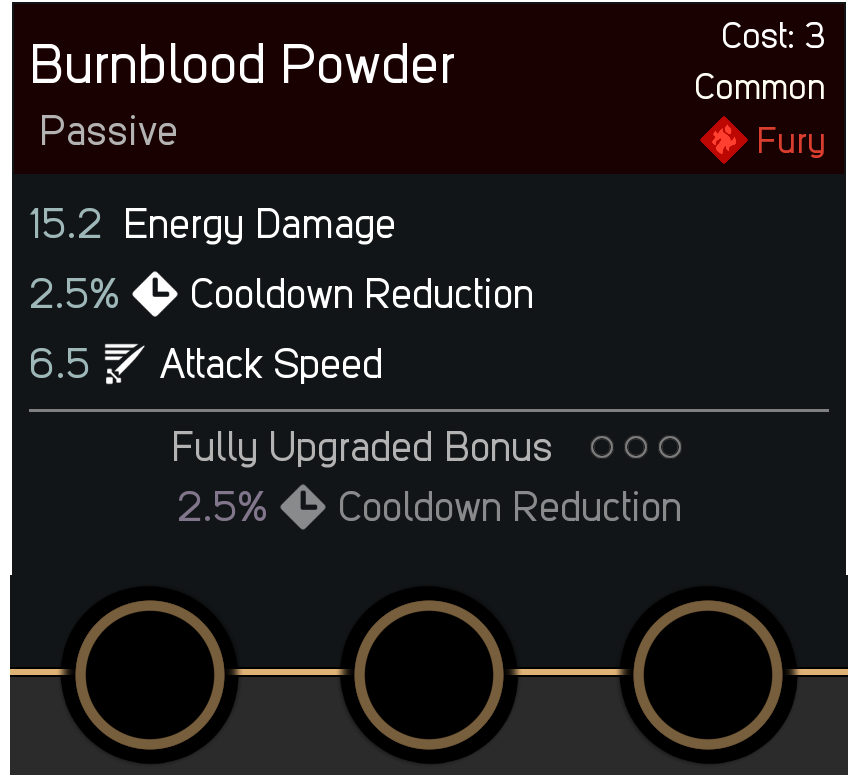 Burnblood Powder
Cost: 3
Common
Passive
Fury
15.2 Energy Damage
2.5% Cooldown Reduction
6.5 Attack Speed
Fully Upgraded Bonus
2.5% Cooldown Reduction